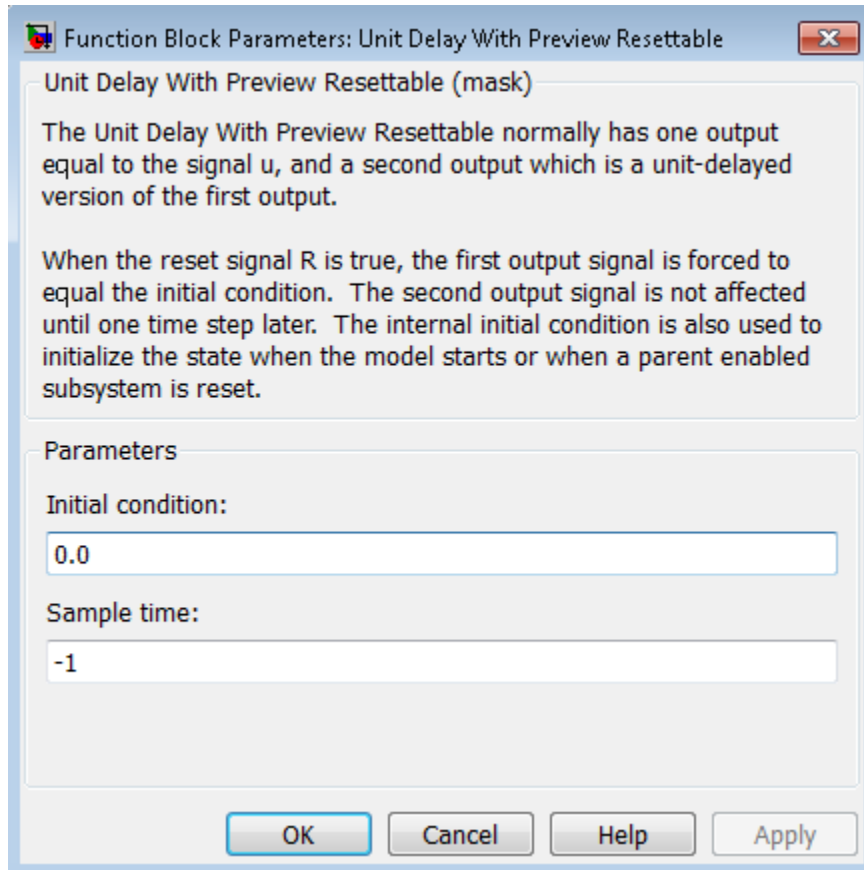 Function Block Parameters: Unit Delay With Preview Resettable
Unit Delay With Preview Resettable (mask)
The Unit Delay With Preview Resettable normally has one output
equal to the signal u, and a second output which is a unit-delayed
version of the first output.
When the reset signal R is true, the first output signal is forced to
equal the initial condition.  The second output signal is not affected
until one time step later.  The internal initial condition is also used to
initialize the state when the model starts or when a parent enabled
subsystem is reset.
Parameters
Initial condition:
0.0
Sample time:
-1
OK Cancel Help Apply